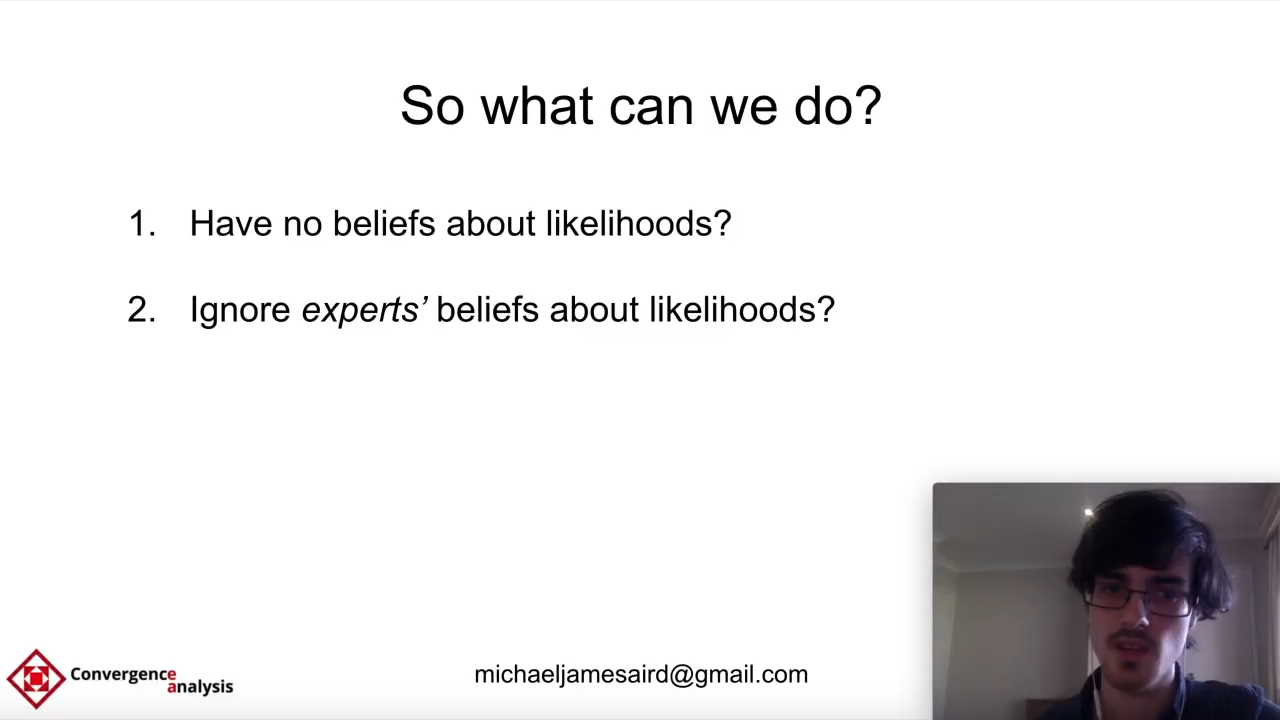 So what can we do?
1. Have no beliefs about likelihoods?
2. Ignore experts’ beliefs about likelihoods?
Convergence
analysis
michaeljamesaird@gmail.com